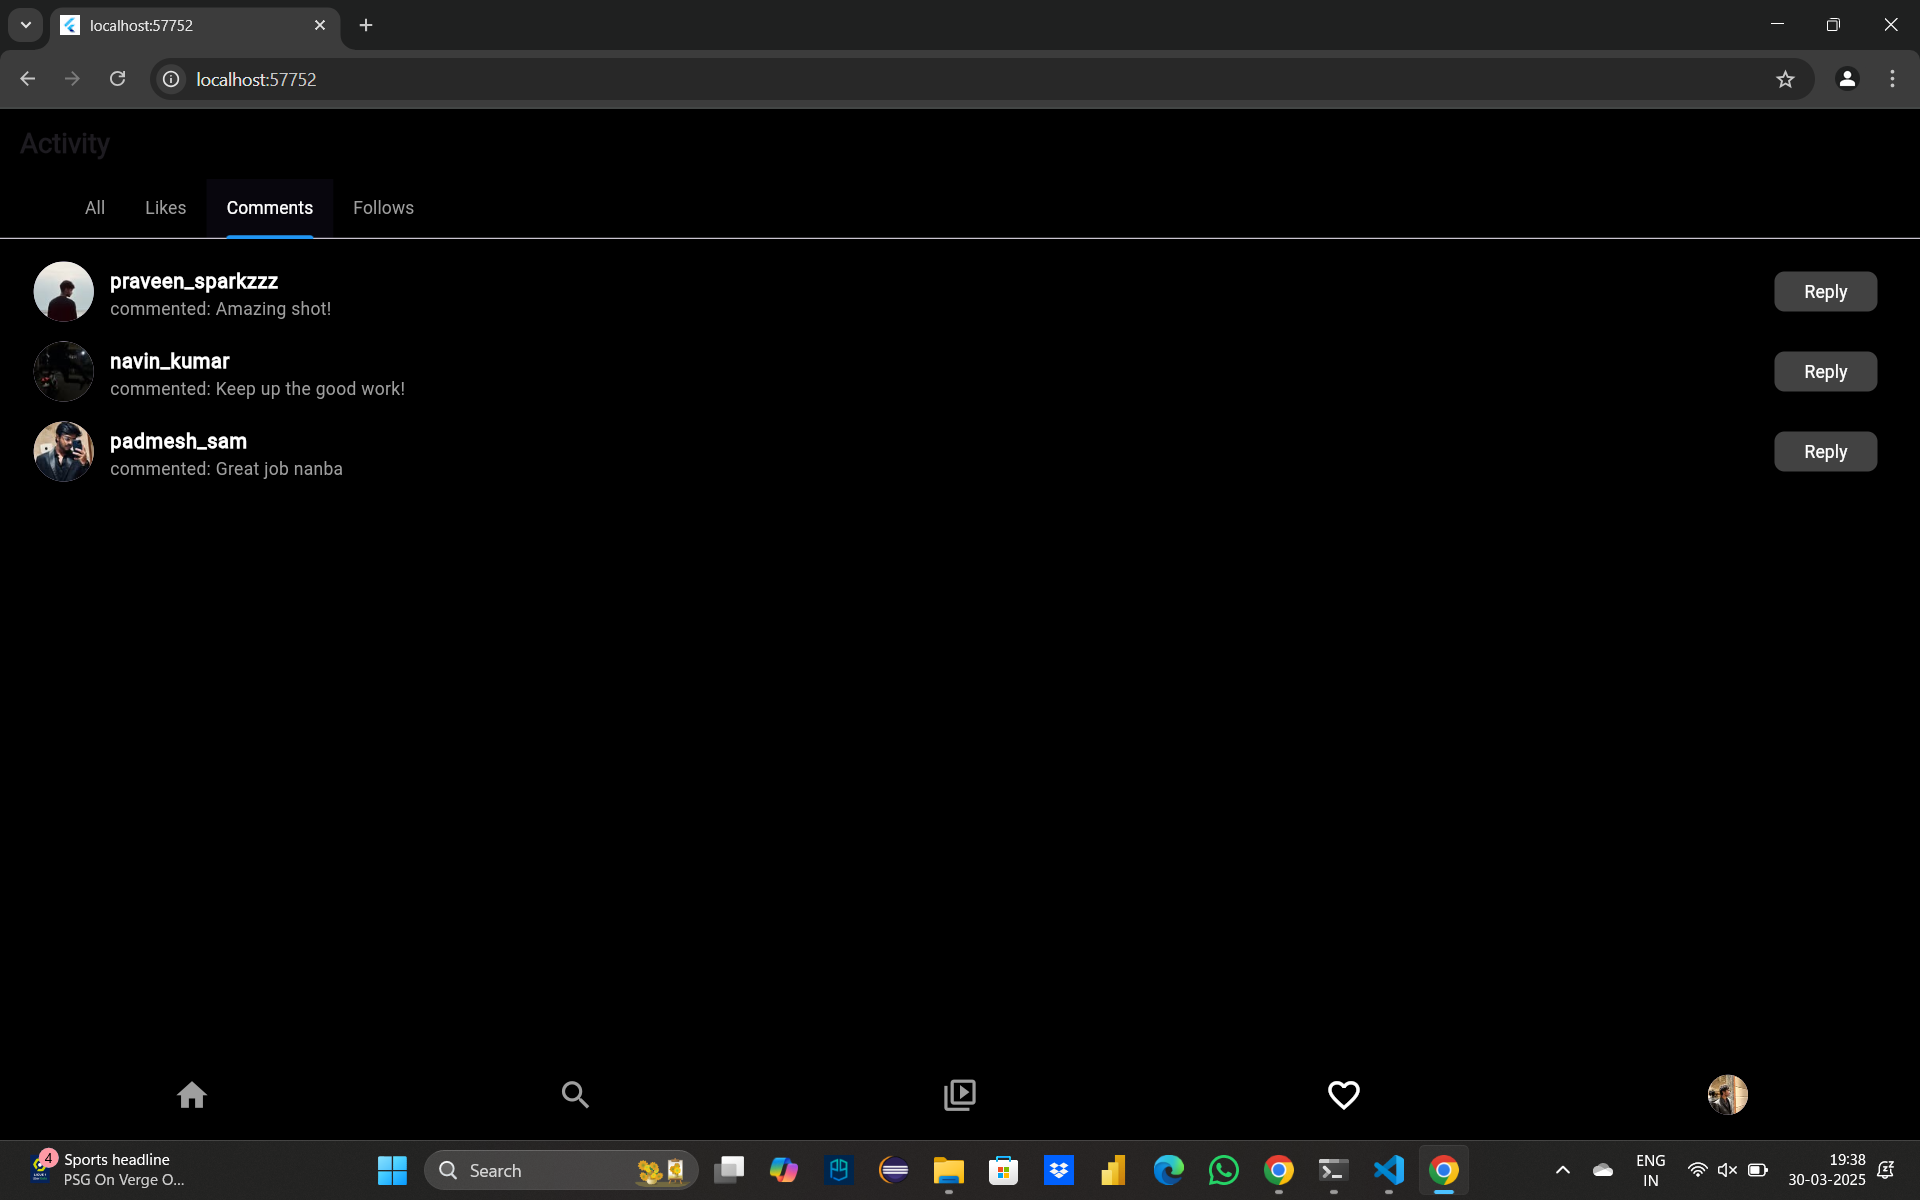 localhost:57752
localhost:57752
Activity
All Likes Comments Follows
praveen_sparkzzz
commented: Amazing shot!
Reply
navin_kumar
commented: Keep up the good work!
Reply
padmesh_sam
commented: Great job nanba
Reply
4
Sports headline
PSG On Verge O...
Search
ENG
IN
19:38
30-03-2025